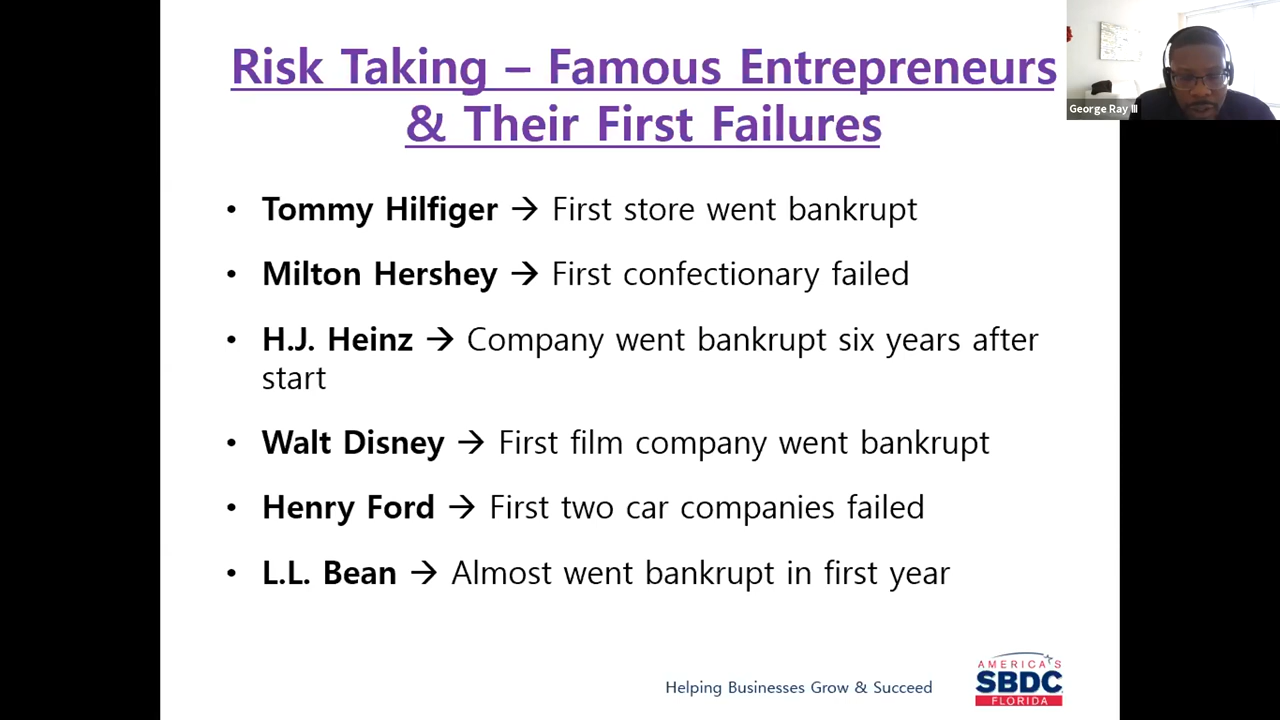 Risk Taking – Famous Entrepreneurs
& Their First Failures
George Ray III
• Tommy Hilfiger → First store went bankrupt
• Milton Hershey → First confectionary failed
• H.J. Heinz → Company went bankrupt six years after
start
• Walt Disney → First film company went bankrupt
• Henry Ford → First two car companies failed
• L.L. Bean → Almost went bankrupt in first year
Helping Businesses Grow & Succeed
AMERICA'S
SBDC
FLORIDA